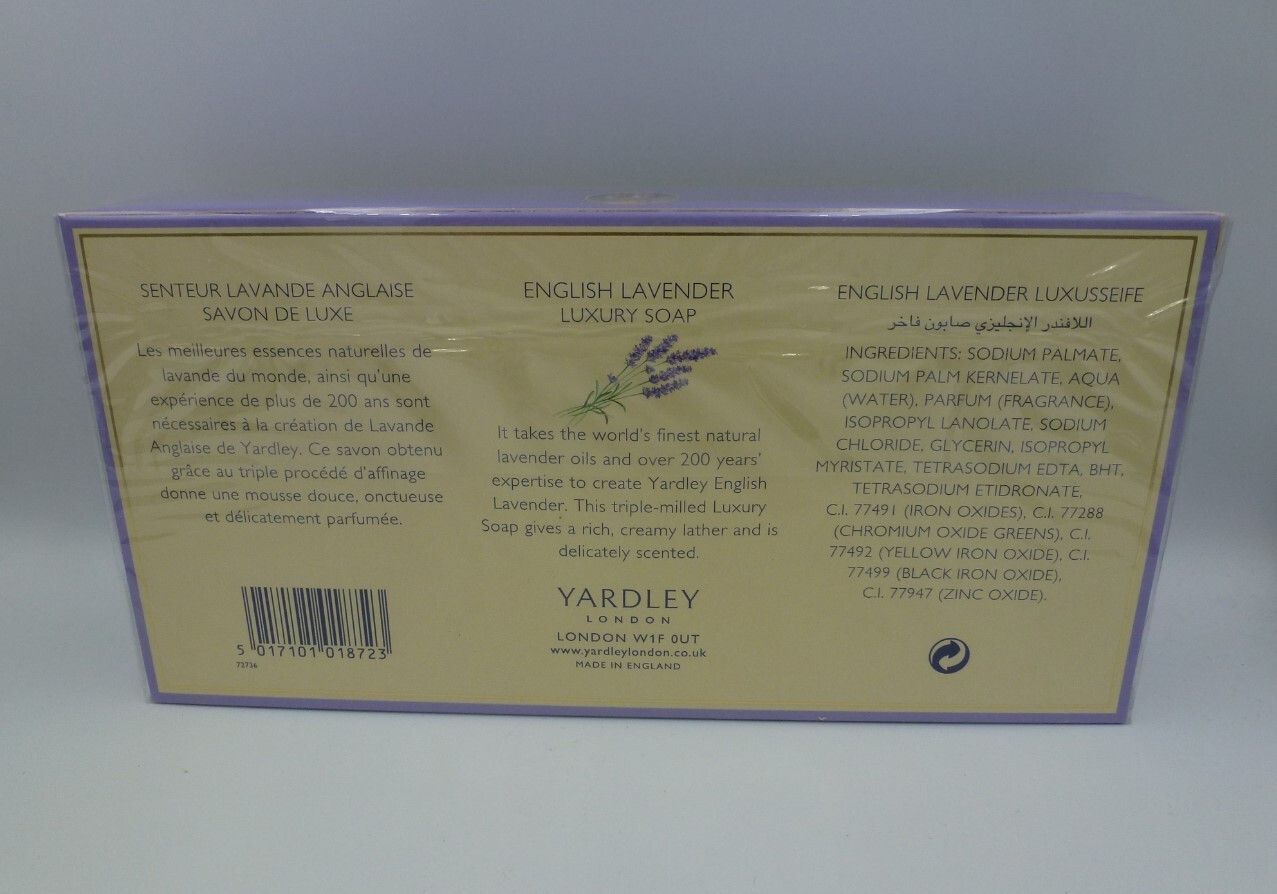 SENTEUR LAVANDE ANGLAISE
SAVON DE LUXE
Les meilleures essences naturelles de
lavande du monde, ainsi qu'une
expérience de plus de 200 ans sont
nécessaires à la création de Lavande
Anglaise de Yardley. Ce savon obtenu
grâce au triple procédé d'affinage
donne une mousse douce, onctueuse
et délicatement parfumée.
5 017101 018723
72736
ENGLISH LAVENDER
LUXURY SOAP
It takes the world's finest natural
lavender oils and over 200 years'
expertise to create Yardley English
Lavender. This triple-milled Luxury
Soap gives a rich, creamy lather and is
delicately scented.
YARDLEY
LONDON
LONDON W1F 0UT
www.yardleylondon.co.uk
MADE IN ENGLAND
ENGLISH LAVENDER LUXUSSEIFE
اللافندر الإنجليزي صابون فاخر
INGREDIENTS: SODIUM PALMATE,
SODIUM PALM KERNELATE, AQUA
(WATER), PARFUM (FRAGRANCE),
ISOPROPYL LANOLATE, SODIUM
CHLORIDE, GLYCERIN, ISOPROPYL
MYRISTATE, TETRASODIUM EDTA, BHT,
TETRASODIUM ETIDRONATE,
C.I. 77491 (IRON OXIDES), C.I. 77288
(CHROMIUM OXIDE GREENS), C.I.
77492 (YELLOW IRON OXIDE), C.I.
77499 (BLACK IRON OXIDE),
C.I. 77947 (ZINC OXIDE).